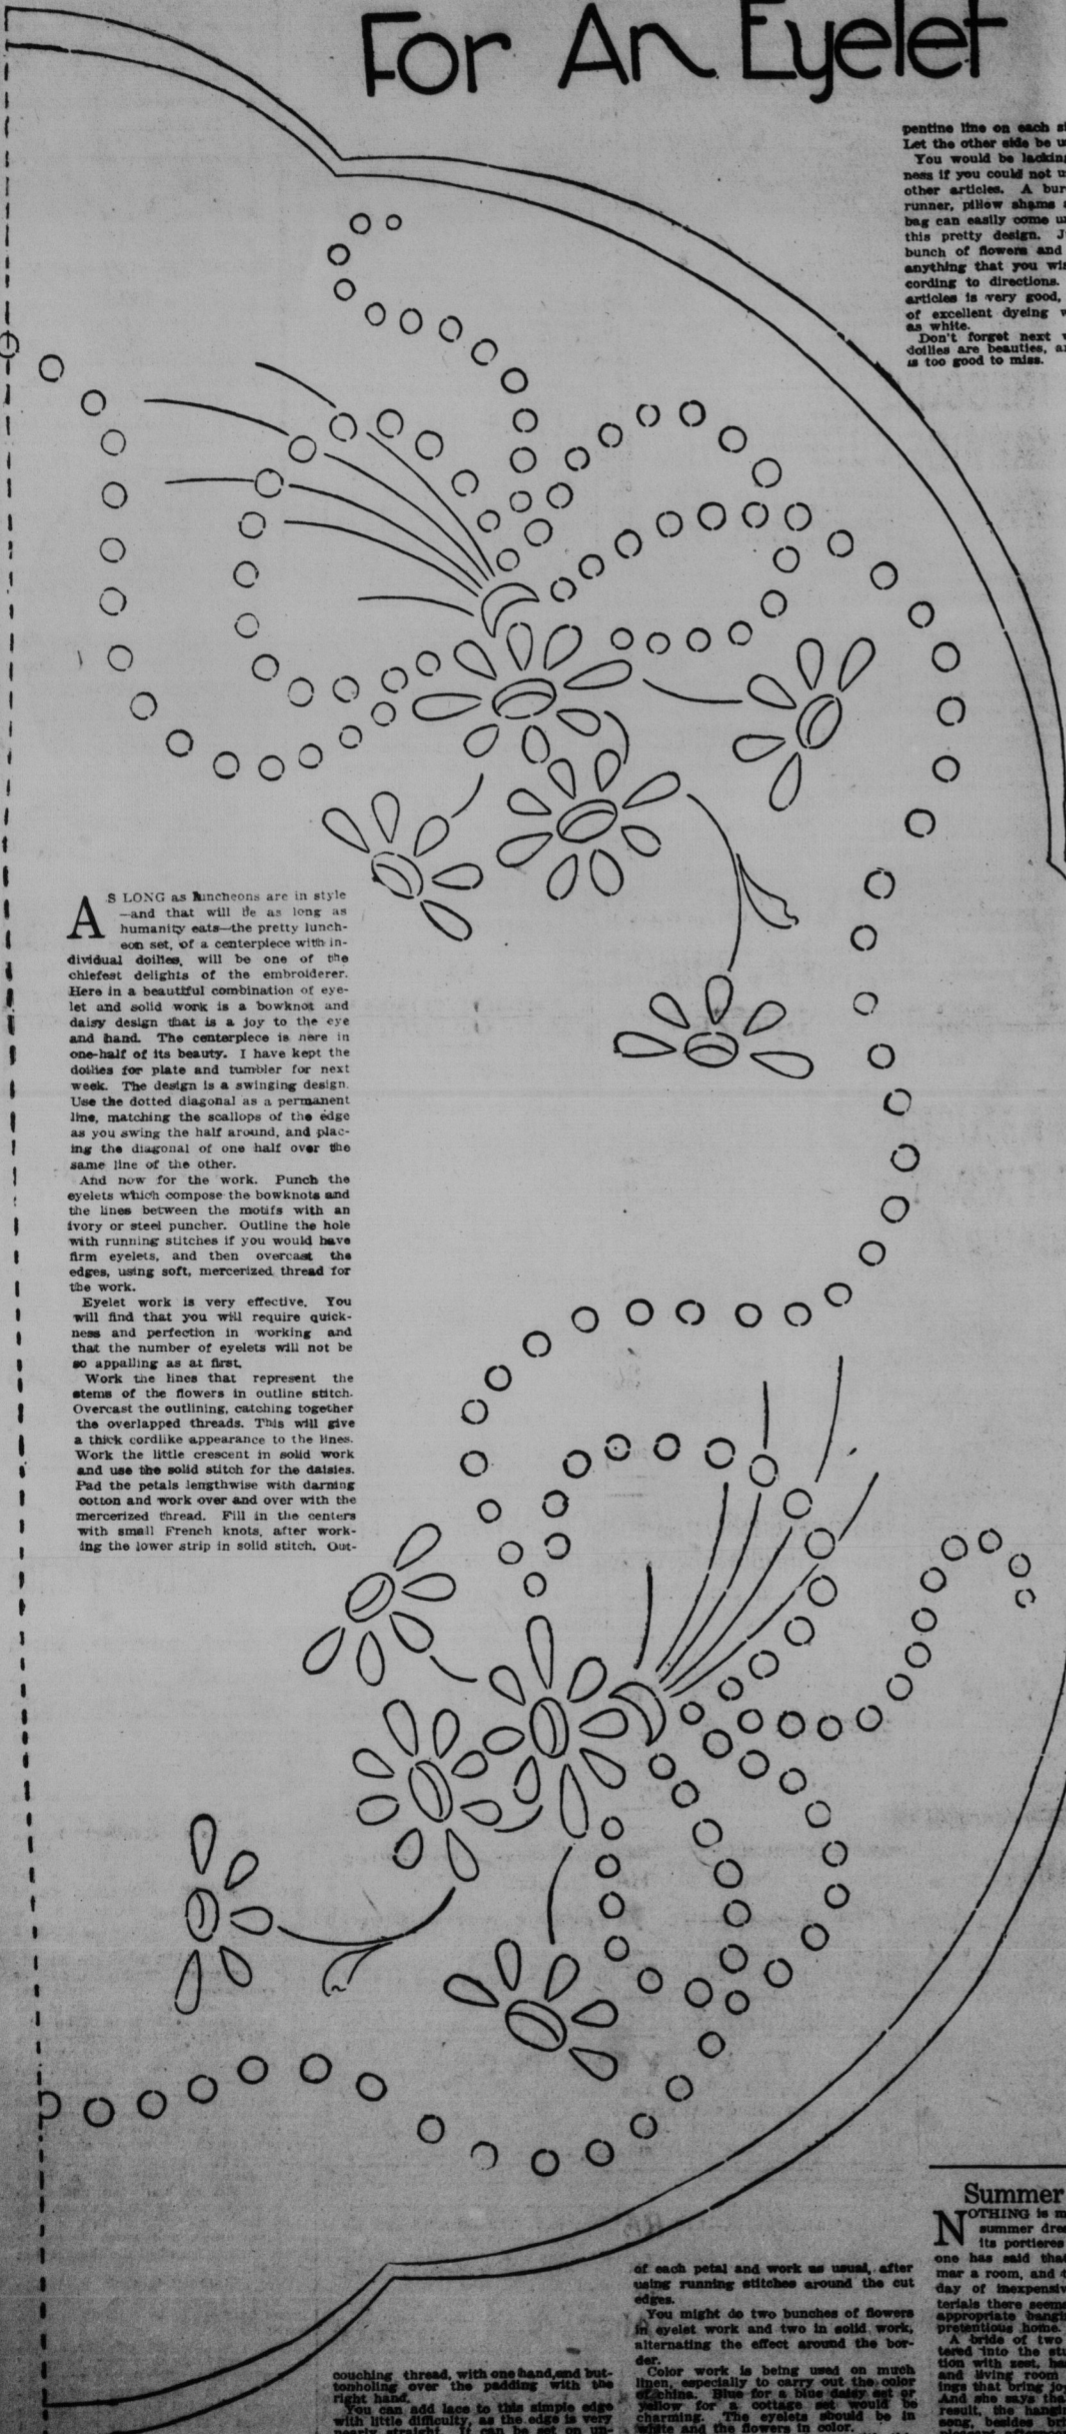 For An Eyelet
AS LONG as luncheons are in style
—and that will be as long as
humanity eats—the pretty lunch-
eon set, of a centerpiece with in-
dividual doilies, will be one of the
chiefest delights of the embroiderer.
Here in a beautiful combination of eye-
let and solid work is a bowknot and
daisy design that is a joy to the eye
and hand. The centerpiece is here in
one-half of its beauty. I have kept the
doilies for plate and tumbler for next
week. The design is a swinging design.
Use the dotted diagonal as a permanent
line, matching the scallops of the edge
as you swing the half around, and plac-
ing the diagonal of one half over the
same line of the other.
And now for the work. Punch the
eyelets which compose the bowknots and
the lines between the motifs with an
ivory or steel puncher. Outline the hole
with running stitches if you would have
firm eyelets, and then overcast the
edges, using soft, mercerized thread for
the work.
Eyelet work is very effective. You
will find that you will require quick-
ness and perfection in working and
that the number of eyelets will not be
so appalling as at first.
Work the lines that represent the
stems of the flowers in outline stitch.
Overcast the outlining, catching together
the overlapped threads. This will give
a thick cordlike appearance to the lines.
Work the little crescent in solid work
and use the solid stitch for the daisies.
Pad the petals lengthwise with darning
cotton and work over and over with the
mercerized thread. Fill in the centers
with small French knots, after work-
ing the lower strip in solid stitch. Out-
couching thread, with one hand, and but-
tonholing over the padding with the
right hand.
You can add lace to this simple edge
with little difficulty, as the edge is very
nearly straight. It can be set on un-
of each petal and work as usual, after
using running stitches around the cut
edges.
You might do two bunches of flowers
in eyelet work and two in solid work,
alternating the effect around the bor-
der.
Color work is being used on much
linen, especially to carry out the color
of china. Blue for a blue daisy set or
yellow for a cottage set would be
charming. The eyelets should be in
white and the flowers in color.
pentine line on each
Let the other side be
You would be lacking
ness if you could not
other articles. A
runner, pillow shams
bag can easily come
this pretty design.
bunch of flowers and
anything that you
cording to directions.
articles is very good,
of excellent dyeing
as white.
Don't forget next
doilies are beauties,
is too good to miss.
Summer
NOTHING is
summer
its portieres
one has said that
mar a room, and
day of
terials there
appropriate
pretentious home.
A bride of two
tered into the
tion with zest,
and living room
ings that bring
And she says
result, the
song, besides